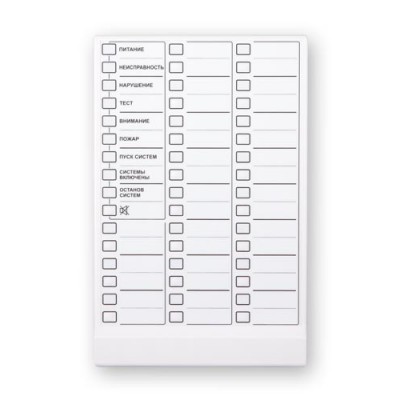 ПИТАНИЕ
НЕИСПРАВНОСТЬ
НАРУШЕНИЕ
ТЕСТ
ВНИМАНИЕ
ПОЖАР
ПУСК СИСТЕМ
СИСТЕМЫ
ВКЛЮЧЕНЫ
ОСТАНОВ
СИСТЕМ